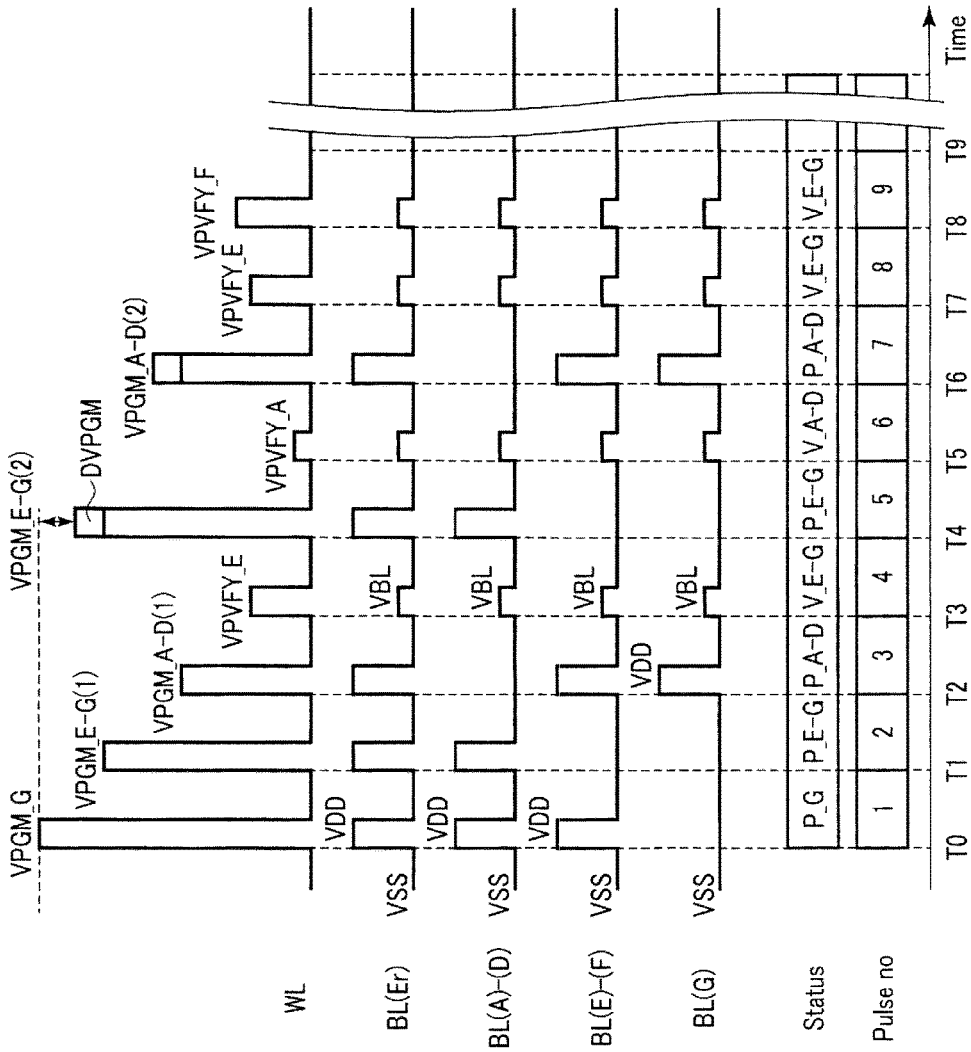 VPGM_G
VPGM_E-G(1)
VPGM_A-D(1)
VPVFY_E
VPGM_E-G(2)
DVPGM
VPVFY_A
VPGM_A-D(2)
VPVFY_E
VPVFY_F
WL
BL(Er) VSS VDD VBL
BL(A)-(D) VSS VDD VBL
BL(E)-(F) VSS VDD VBL
BL(G) VSS VDD VBL
Status P_G P_E-G P_A-D V_E-G P_E-G V_A-D P_A-D V_E-G V_E-G
Pulse no 1 2 3 4 5 6 7 8 9
T0 T1 T2 T3 T4 T5 T6 T7 T8 T9 Time